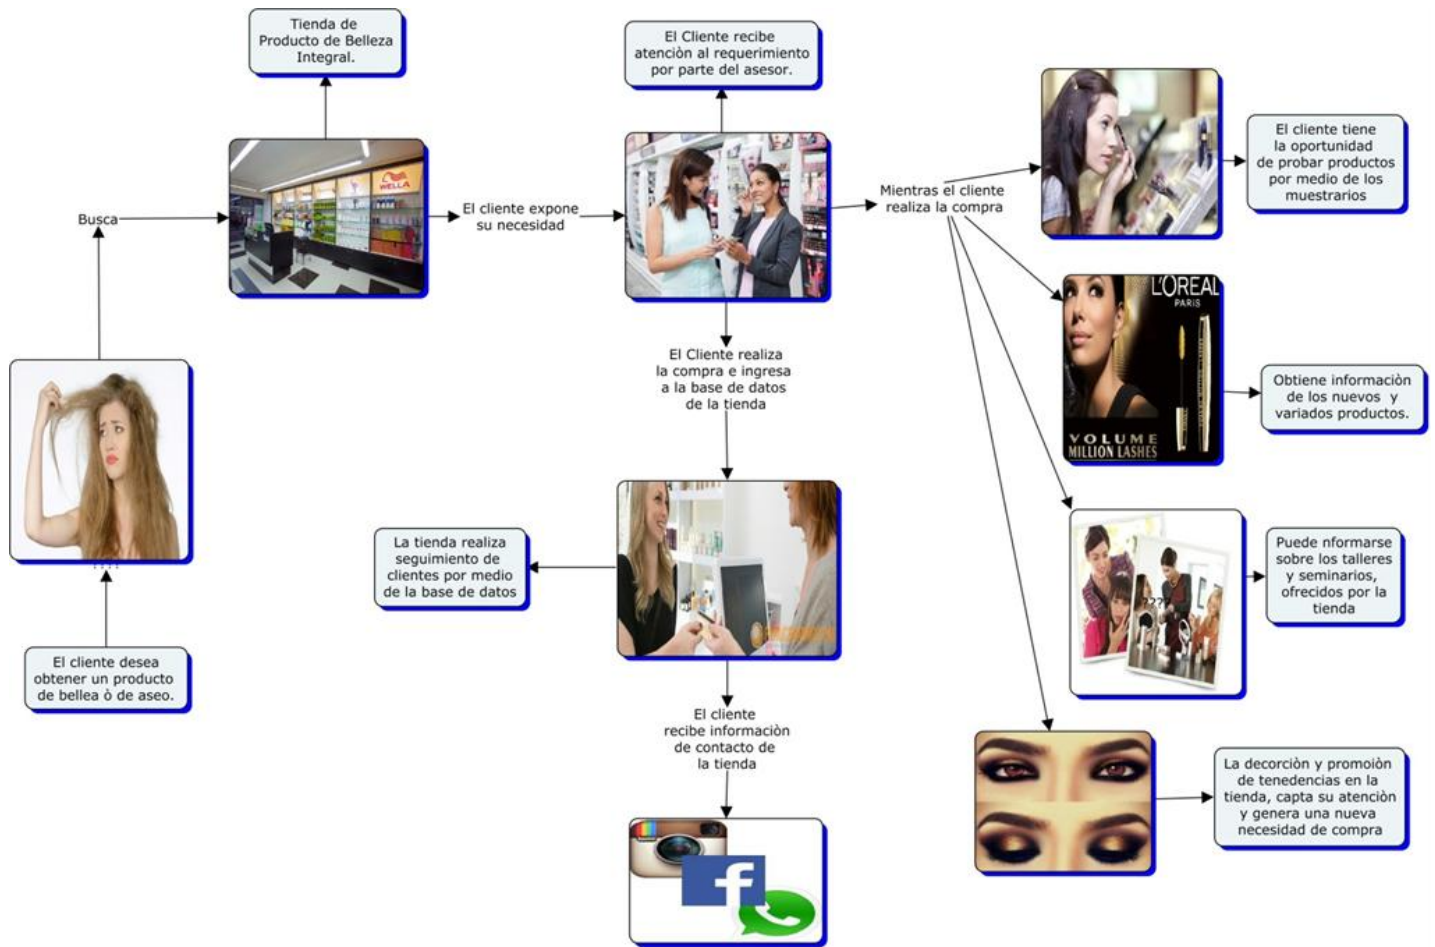 Tienda de
Producto de Belleza
Integral.
El Cliente recibe
atenciòn al requerimiento
por parte del asesor.
El cliente tiene
la oportunidad
de probar productos
por medio de los
muestrarios
WELLA
Busca
El cliente expone
su necesidad
Mientras el cliente
realiza la compra
L'OREAL
PARIS
VOLUME
MILLION LASHES
Obtiene informaciòn
de los nuevos y
variados productos.
El Cliente realiza
la compra e ingresa
a la base de datos
de la tienda
La tienda realiza
seguimiento de
clientes por medio
de la base de datos
Puede nformarse
sobre los talleres
y seminarios,
ofrecidos por la
tienda
????
El cliente desea
obtener un producto
de bellea ò de aseo.
El cliente
recibe informaciòn
de contacto de
la tienda
La decorciòn y promoiòn
de tenedencias en la
tienda, capta su atenciòn
y genera una nueva
necesidad de compra
f